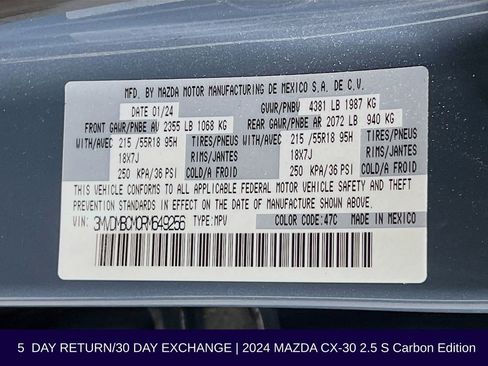 MFD. BY MAZDA MOTOR MANUFACTURING DE MEXICO S.A. DE C.V.
DATE 01/24 GVWR/PNBV 4381 LB 1987 KG
FRONT GAWR/PNBE AV 2355 LB 1068 KG REAR GAWR/PNBE AR 2072 LB 940 KG
WITH/AVEC 215 /55R18 95H TIRES/PNEUS WITH/AVEC 215 /55R18 95H TIRES/PNEUS
18X7J RIMS/JANTES 18X7J RIMS/JANTES
250 KPA/36 PSI COLD/A FROID 250 KPA/36 PSI COLD/A FROID
THIS VEHICLE CONFORMS TO ALL APPLICABLE FEDERAL MOTOR VEHICLE SAFETY AND THEFT
PREVENTION STANDARDS IN EFFECT ON THE DATE OF MANUFACTURE SHOWN ABOVE.
VIN: 3MVDMBCM0RM649256 TYPE: MPV COLOR CODE: 47C MADE IN MEXICO
5 DAY RETURN/30 DAY EXCHANGE | 2024 MAZDA CX-30 2.5 S Carbon Edition